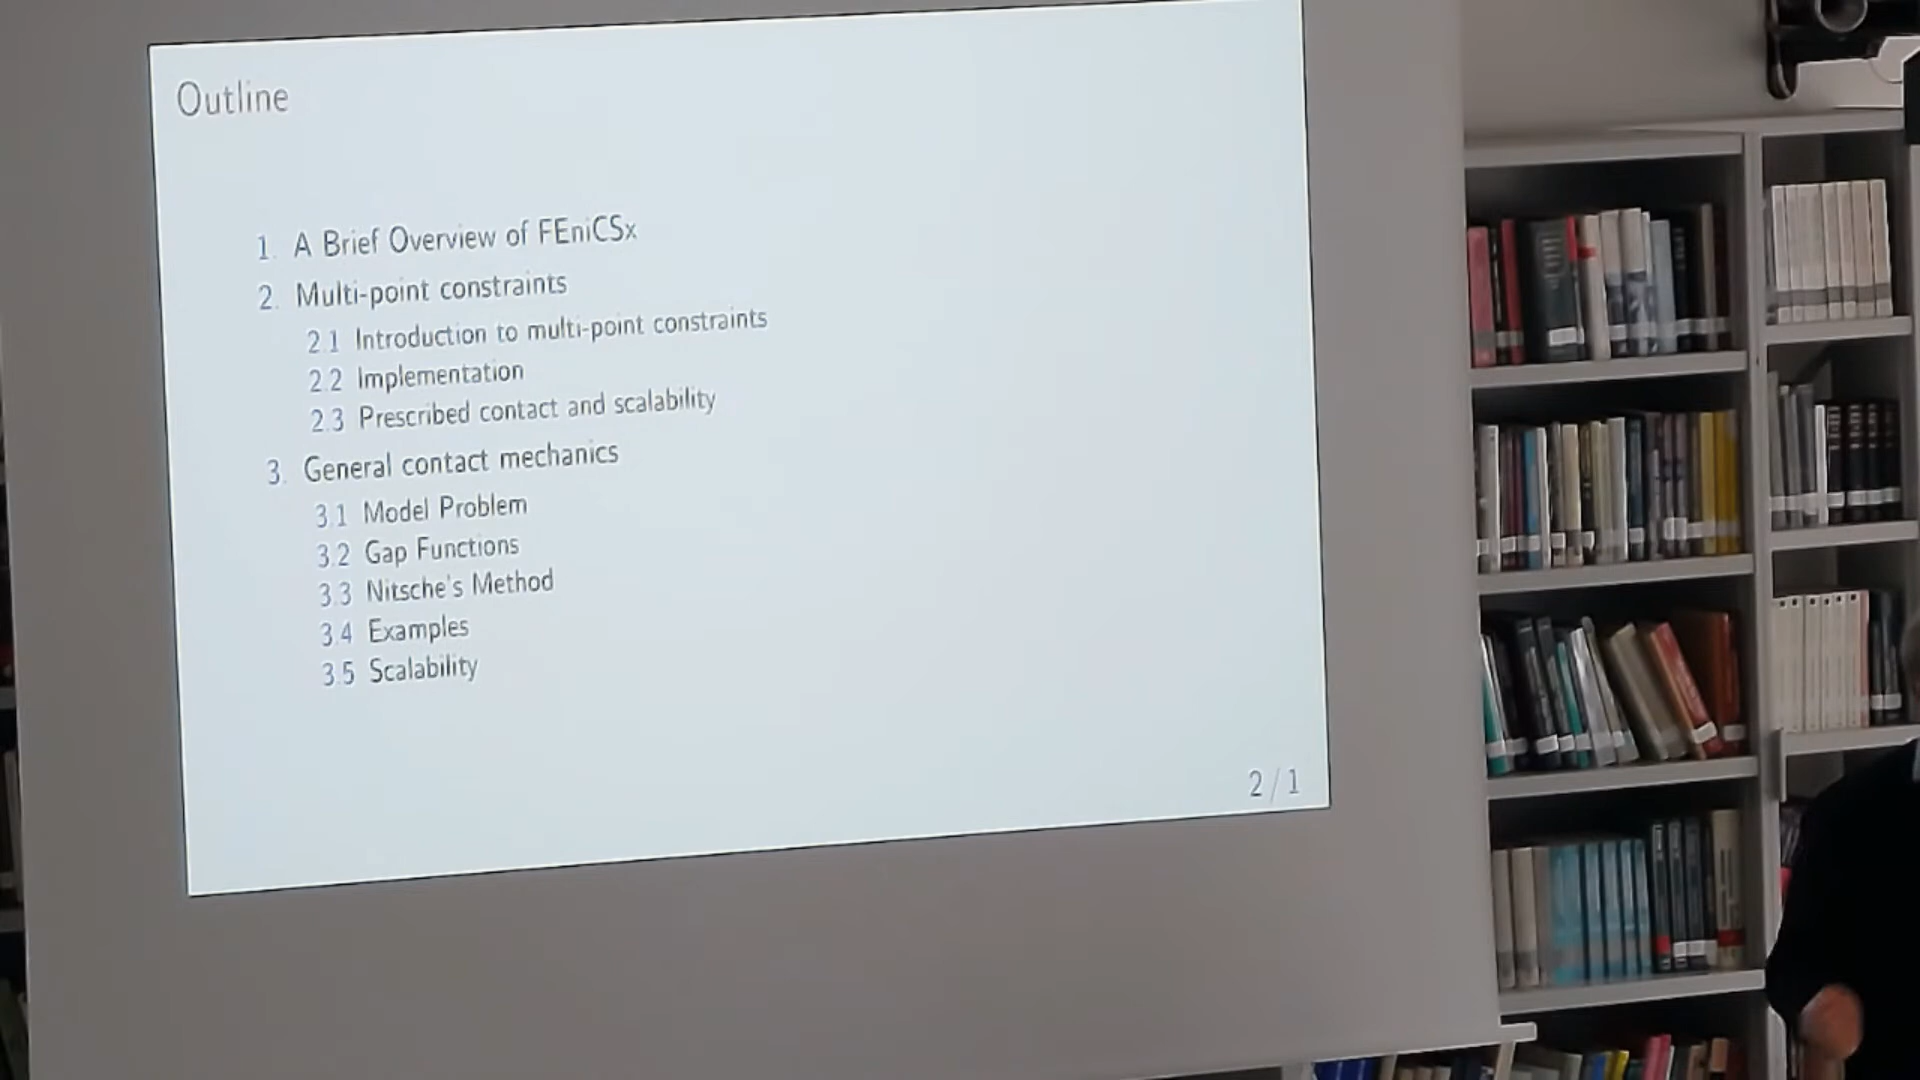 Outline
1. A Brief Overview of FEniCSx
2. Multi-point constraints
2.1 Introduction to multi-point constraints
2.2 Implementation
2.3 Prescribed contact and scalability
3. General contact mechanics
3.1 Model Problem
3.2 Gap Functions
3.3 Nitsche's Method
3.4 Examples
3.5 Scalability
2 / 1